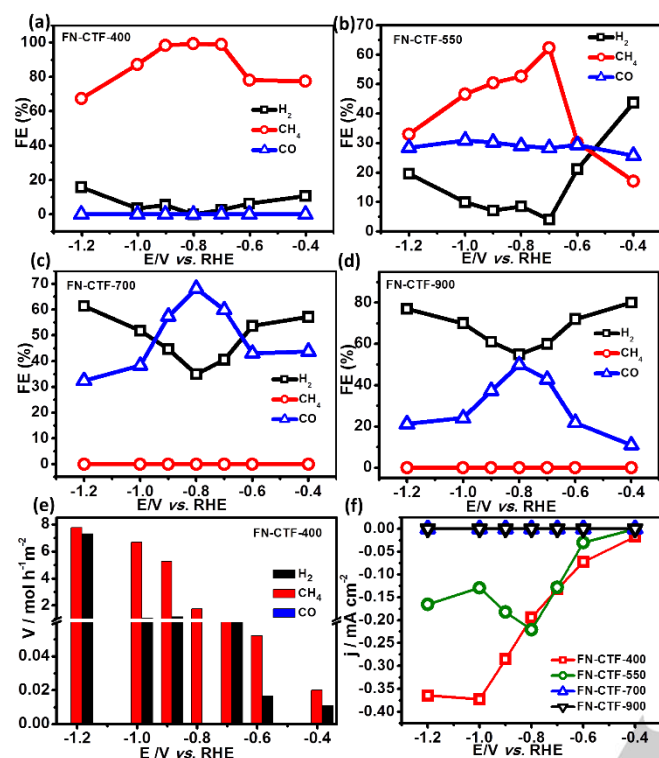 (a)
FN-CTF-400
FE (%)
100
80
60
40
20
0
H2
CH4
CO
-1.2 -1.0 -0.8 -0.6 -0.4
E/V vs. RHE
(b)
FN-CTF-550
FE (%)
80
70
60
50
40
30
20
10
0
H2
CH4
CO
-1.2 -1.0 -0.8 -0.6 -0.4
E/V vs. RHE
(c)
FN-CTF-700
FE (%)
70
60
50
40
30
20
10
0
H2
CH4
CO
-1.2 -1.0 -0.8 -0.6 -0.4
E/V vs. RHE
(d)
FN-CTF-900
FE (%)
80
60
40
20
0
H2
CH4
CO
-1.2 -1.0 -0.8 -0.6 -0.4
E/V vs. RHE
(e)
FN-CTF-400
V / mol h-1m-2
8
6
4
2
0.04
0.02
0.00
H2
CH4
CO
-1.2 -1.0 -0.8 -0.6 -0.4
E /V vs. RHE
(f)
j / mA cm-2
0.00
-0.05
-0.10
-0.15
-0.20
-0.25
-0.30
-0.35
-0.40
FN-CTF-400
FN-CTF-550
FN-CTF-700
FN-CTF-900
-1.2 -1.0 -0.8 -0.6 -0.4
E/V vs. RHE